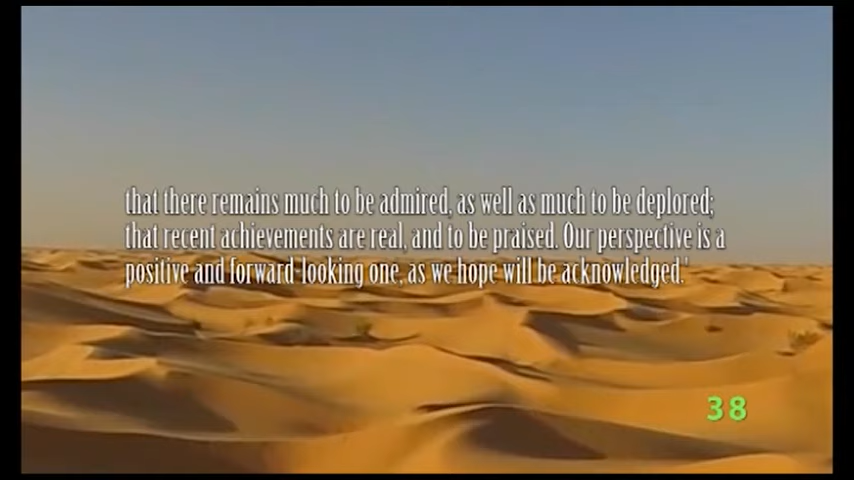 that there remains much to be admired, as well as much to be deplored;
that recent achievements are real, and to be praised. Our perspective is a
positive and forward-looking one, as we hope will be acknowledged.'
38